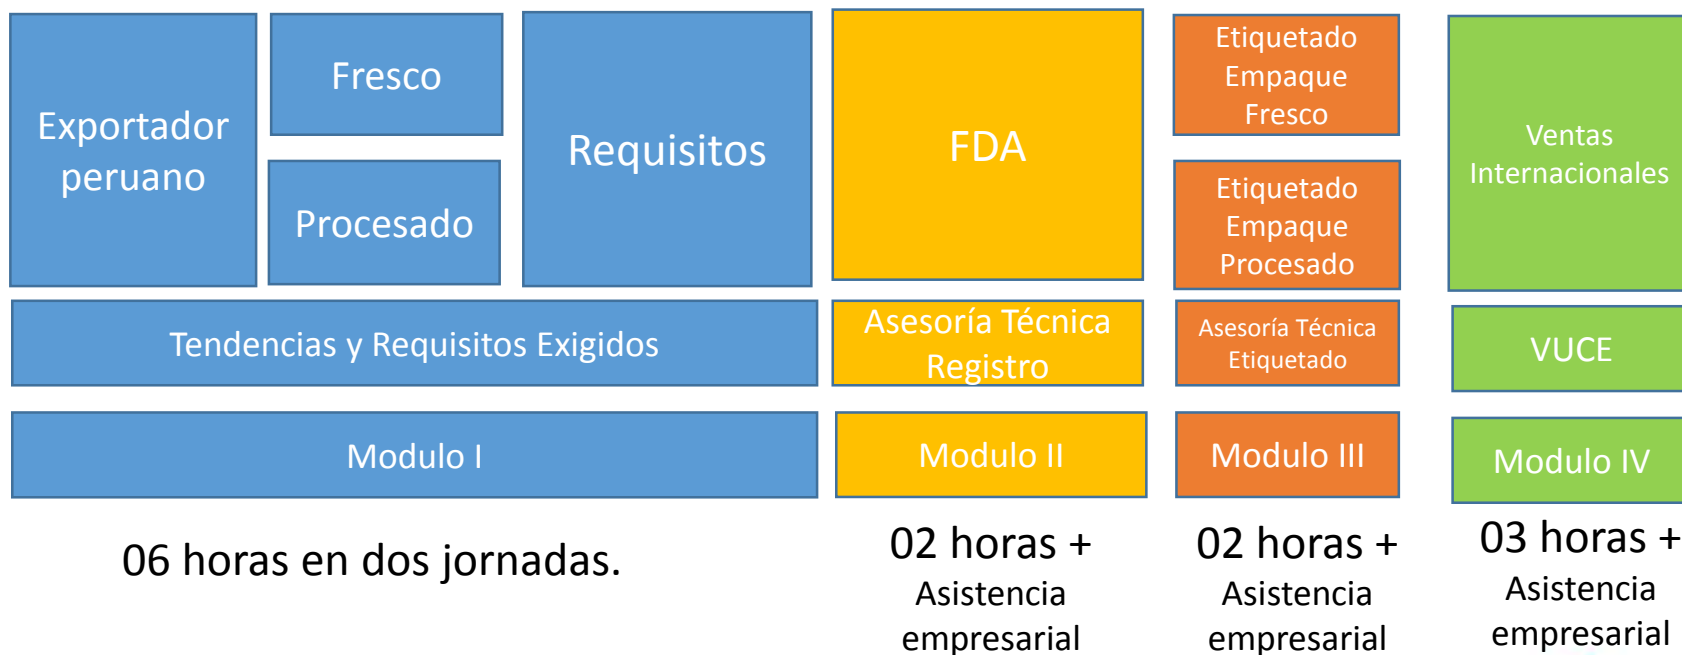 Exportador
peruano
Fresco
Procesado
Requisitos
FDA
Etiquetado
Empaque
Fresco
Etiquetado
Empaque
Procesado
Ventas
Internacionales
Tendencias y Requisitos Exigidos
Asesoría Técnica
Registro
Asesoría Técnica
Etiquetado
VUCE
Modulo I
Modulo II
Modulo III
Modulo IV
06 horas en dos jornadas.
02 horas +
Asistencia
empresarial
02 horas +
Asistencia
empresarial
03 horas +
Asistencia
empresarial